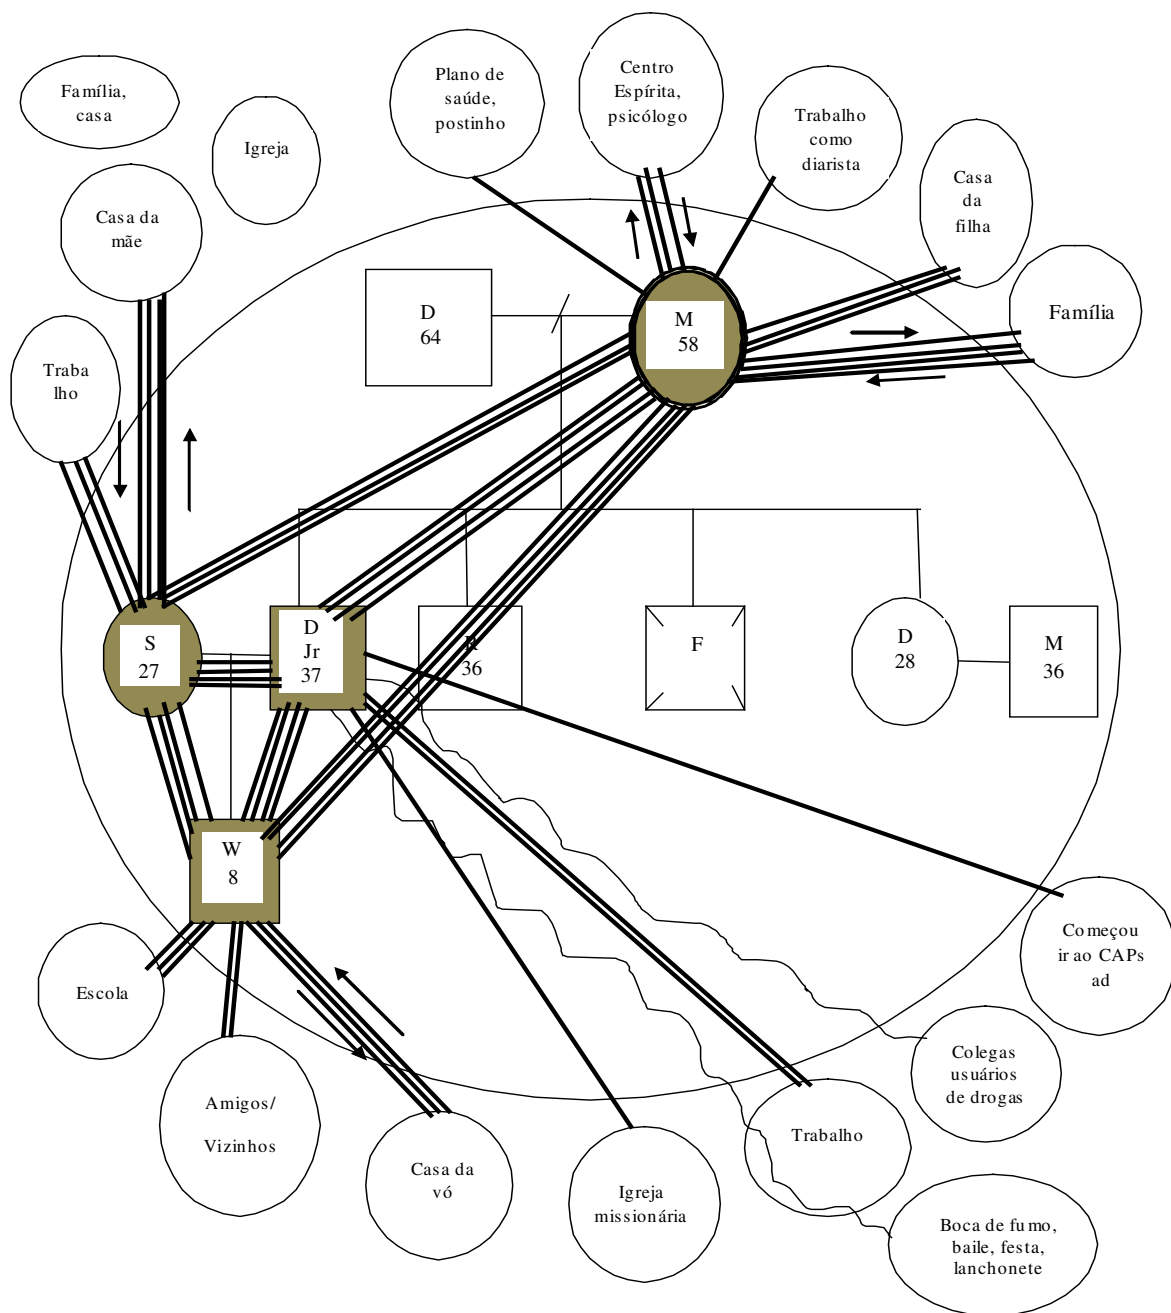 Família,
casa
Igreja
Plano de
saúde,
postinho
Centro
Espírita,
psicólogo
Trabalho
como
diarista
Casa
da
filha
Casa da
mãe
Família
Traba
lho
D
64
M
58
S
27
D
Jr
37
R
36
F
D
28
M
36
W
8
Escola
Amigos/
Vizinhos
Casa da
vó
Igreja
missionária
Trabalho
Começou
ir ao CAPs
ad
Colegas
usuários
de drogas
Boca de fumo,
baile, festa,
lanchonete